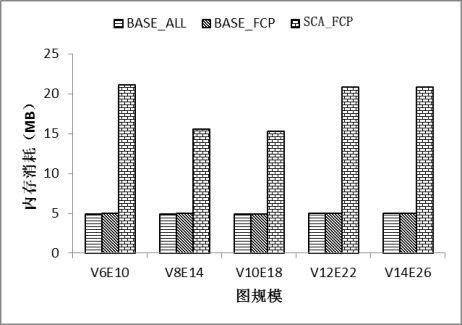 BASE_ALL BASE_FCP SCA_FCP
25
20
15
10
5
0
内存消耗（MB）
V6E10 V8E14 V10E18 V12E22 V14E26
图规模